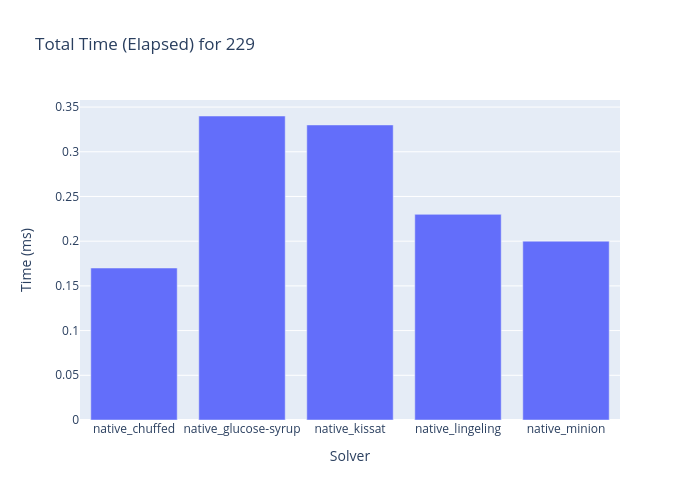 Total Time (Elapsed) for 229
0.35
0.3
0.25
0.2
0.15
0.1
0.05
0
Time (ms)
native_chuffed native_glucose-syrup native_kissat native_lingeling native_minion
Solver